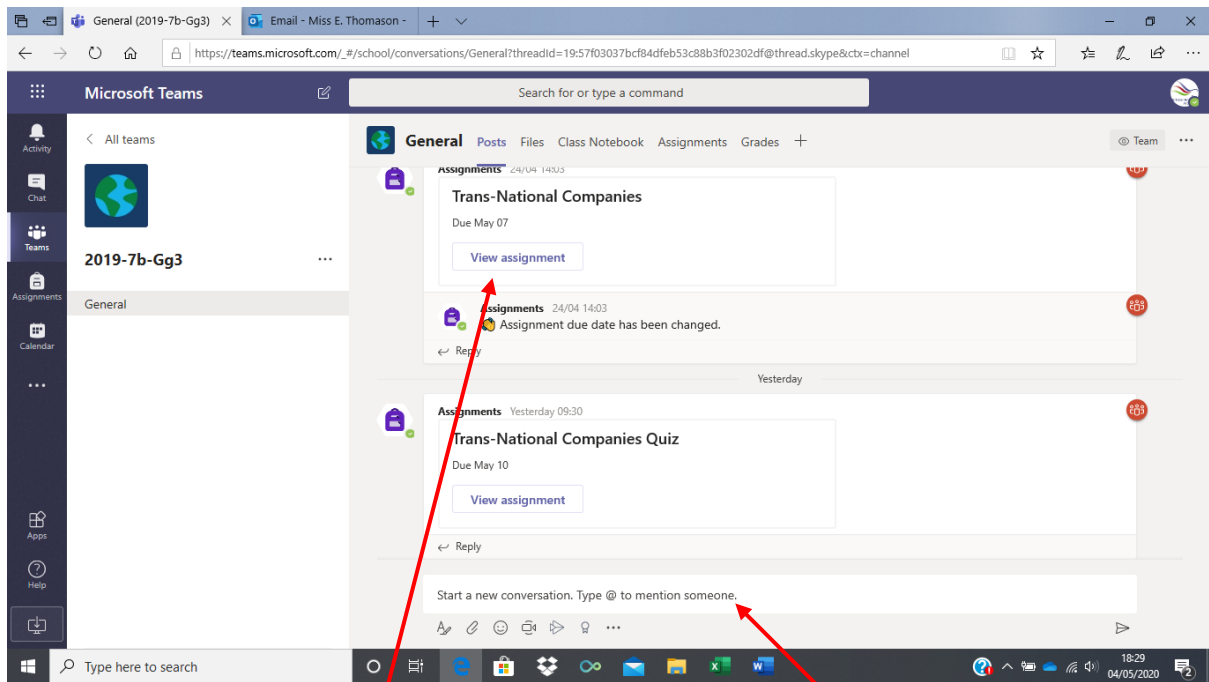 General (2019-7b-Gg3)
Email - Miss E. Thomason -
https://teams.microsoft.com/_#/school/conversations/General?threadId=19:57f03037bcf84dfeb53c88b3f02302df@thread.skype&ctx=channel
Microsoft Teams
Search for or type a command
Activity
Chat
Teams
Assignments
Calendar
Apps
Help
All teams
2019-7b-Gg3
General
General Posts Files Class Notebook Assignments Grades
Team
Assignments 24/04 14:03
Trans-National Companies
Due May 07
View assignment
Assignments 24/04 14:03
Assignment due date has been changed.
Reply
Yesterday
Assignments Yesterday 09:30
Trans-National Companies Quiz
Due May 10
View assignment
Reply
Start a new conversation. Type @ to mention someone.
Type here to search
18:29
04/05/2020